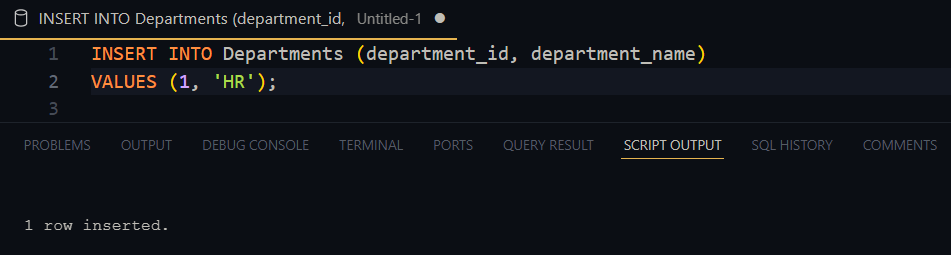 INSERT INTO Departments (department_id, Untitled-1
1 INSERT INTO Departments (department_id, department_name)
2 VALUES (1, 'HR');
3
PROBLEMS OUTPUT DEBUG CONSOLE TERMINAL PORTS QUERY RESULT SCRIPT OUTPUT SQL HISTORY COMMENTS
1 row inserted.